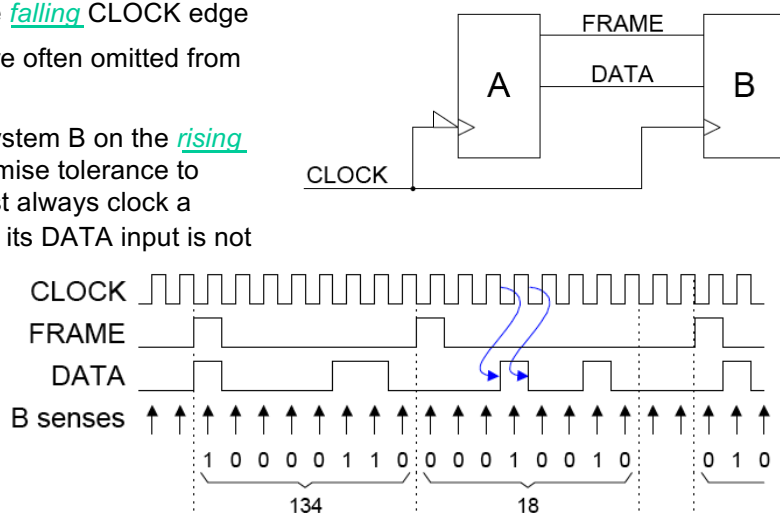 e falling CLOCK edge
re often omitted from
ystem B on the rising
mise tolerance to
st always clock a
its DATA input is not
FRAME
A
DATA
B
CLOCK
CLOCK
FRAME
DATA
B senses
1 0 0 0 0 1 1 0 0 0 0 1 0 0 1 0 0 1 0
134 18